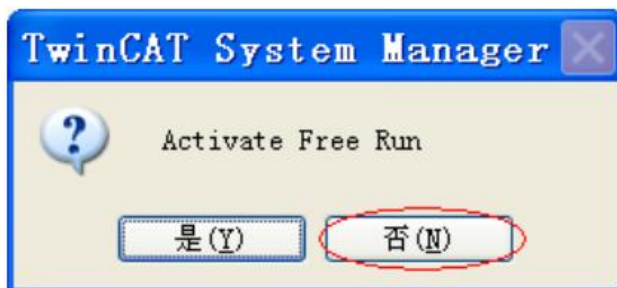 TwinCAT System Manager
Activate Free Run
是(Y) 否(N)